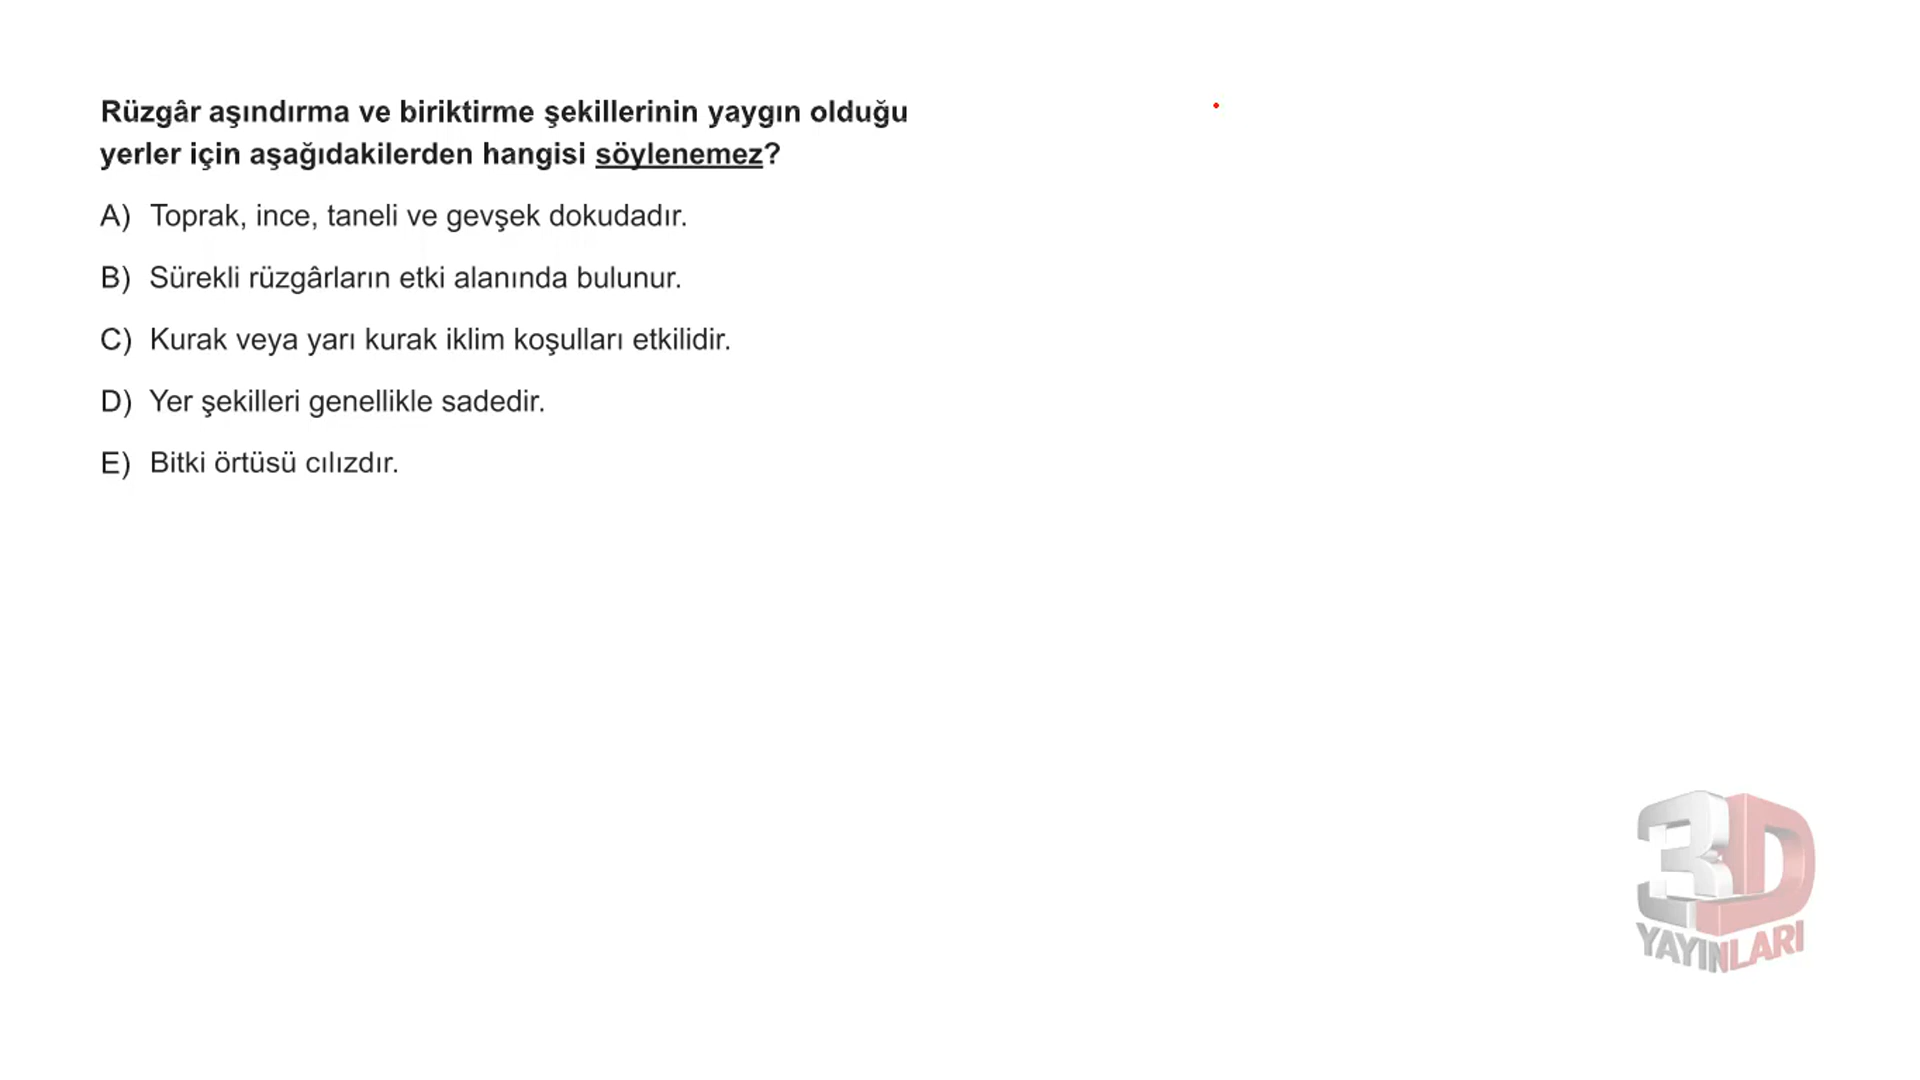 Rüzgâr aşındırma ve biriktirme şekillerinin yaygın olduğu
yerler için aşağıdakilerden hangisi söylenemez?
A) Toprak, ince, taneli ve gevşek dokudadır.
B) Sürekli rüzgârların etki alanında bulunur.
C) Kurak veya yarı kurak iklim koşulları etkilidir.
D) Yer şekilleri genellikle sadedir.
E) Bitki örtüsü cılızdır.
3D
YAYINLARI